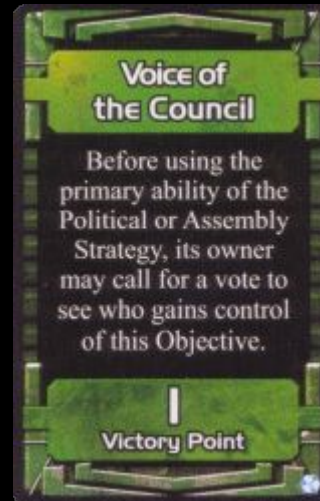 Voice of
the Council
Before using the
primary ability of the
Political or Assembly
Strategy, its owner
may call for a vote to
see who gains control
of this Objective.
I
Victory Point